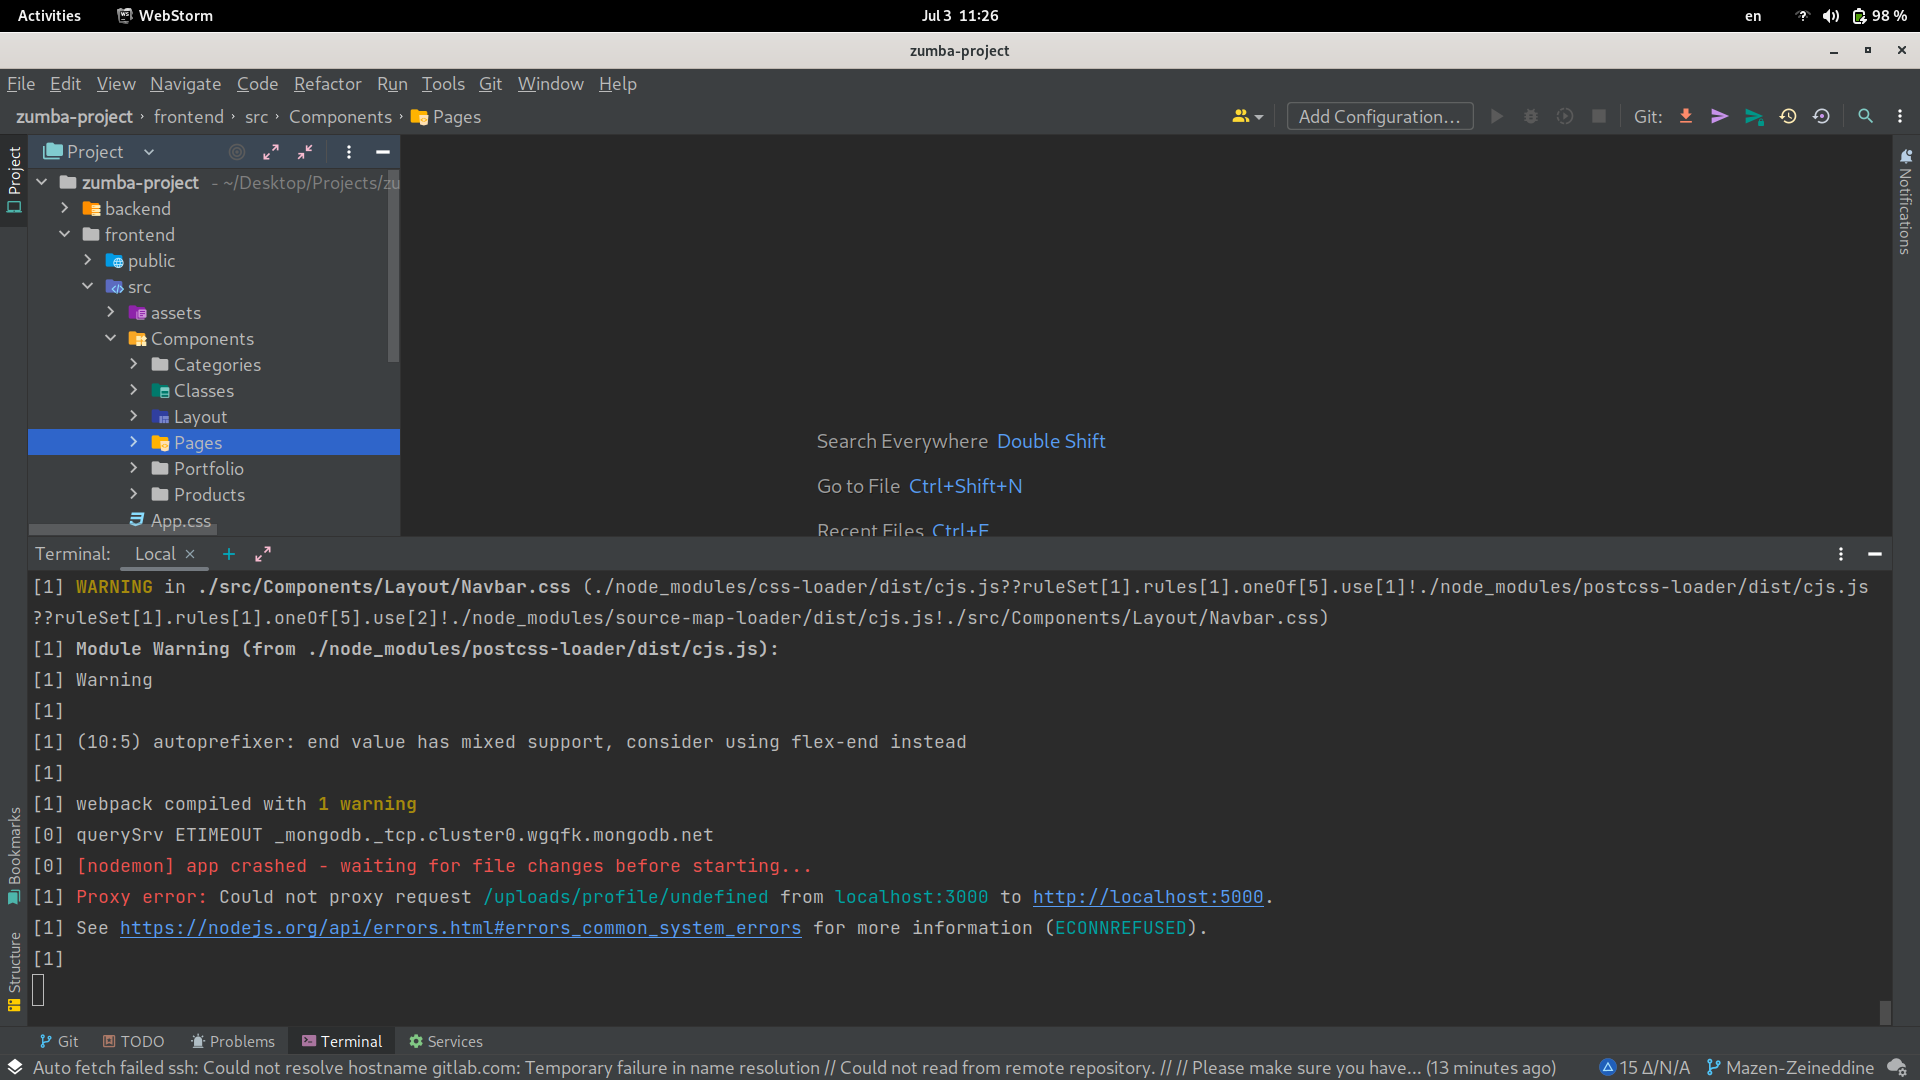 Activities
WebStorm
Jul 3 11:26
en
98 %
zumba-project
File Edit View Navigate Code Refactor Run Tools Git Window Help
zumba-project › frontend › src › Components › Pages
Add Configuration...
Git:
Project
Project
Notifications
zumba-project - ~/Desktop/Projects/zu
backend
frontend
public
src
assets
Components
Categories
Classes
Layout
Pages
Portfolio
Products
App.css
Search Everywhere Double Shift
Go to File Ctrl+Shift+N
Recent Files Ctrl+E
Terminal: Local
[1] WARNING in ./src/Components/Layout/Navbar.css (./node_modules/css-loader/dist/cjs.js??ruleSet[1].rules[1].oneOf[5].use[1]!./node_modules/postcss-loader/dist/cjs.js
??ruleSet[1].rules[1].oneOf[5].use[2]!./node_modules/source-map-loader/dist/cjs.js!./src/Components/Layout/Navbar.css)
[1] Module Warning (from ./node_modules/postcss-loader/dist/cjs.js):
[1] Warning
[1]
[1] (10:5) autoprefixer: end value has mixed support, consider using flex-end instead
[1]
[1] webpack compiled with 1 warning
[0] querySrv ETIMEOUT _mongodb._tcp.cluster0.wgqfk.mongodb.net
[0] [nodemon] app crashed - waiting for file changes before starting...
[1] Proxy error: Could not proxy request /uploads/profile/undefined from localhost:3000 to http://localhost:5000.
[1] See https://nodejs.org/api/errors.html#errors_common_system_errors for more information (ECONNREFUSED).
[1]
Bookmarks
Structure
Git TODO Problems Terminal Services
Auto fetch failed ssh: Could not resolve hostname gitlab.com: Temporary failure in name resolution // Could not read from remote repository. // // Please make sure you have... (13 minutes ago)
15 Δ/N/A
Mazen-Zeineddine